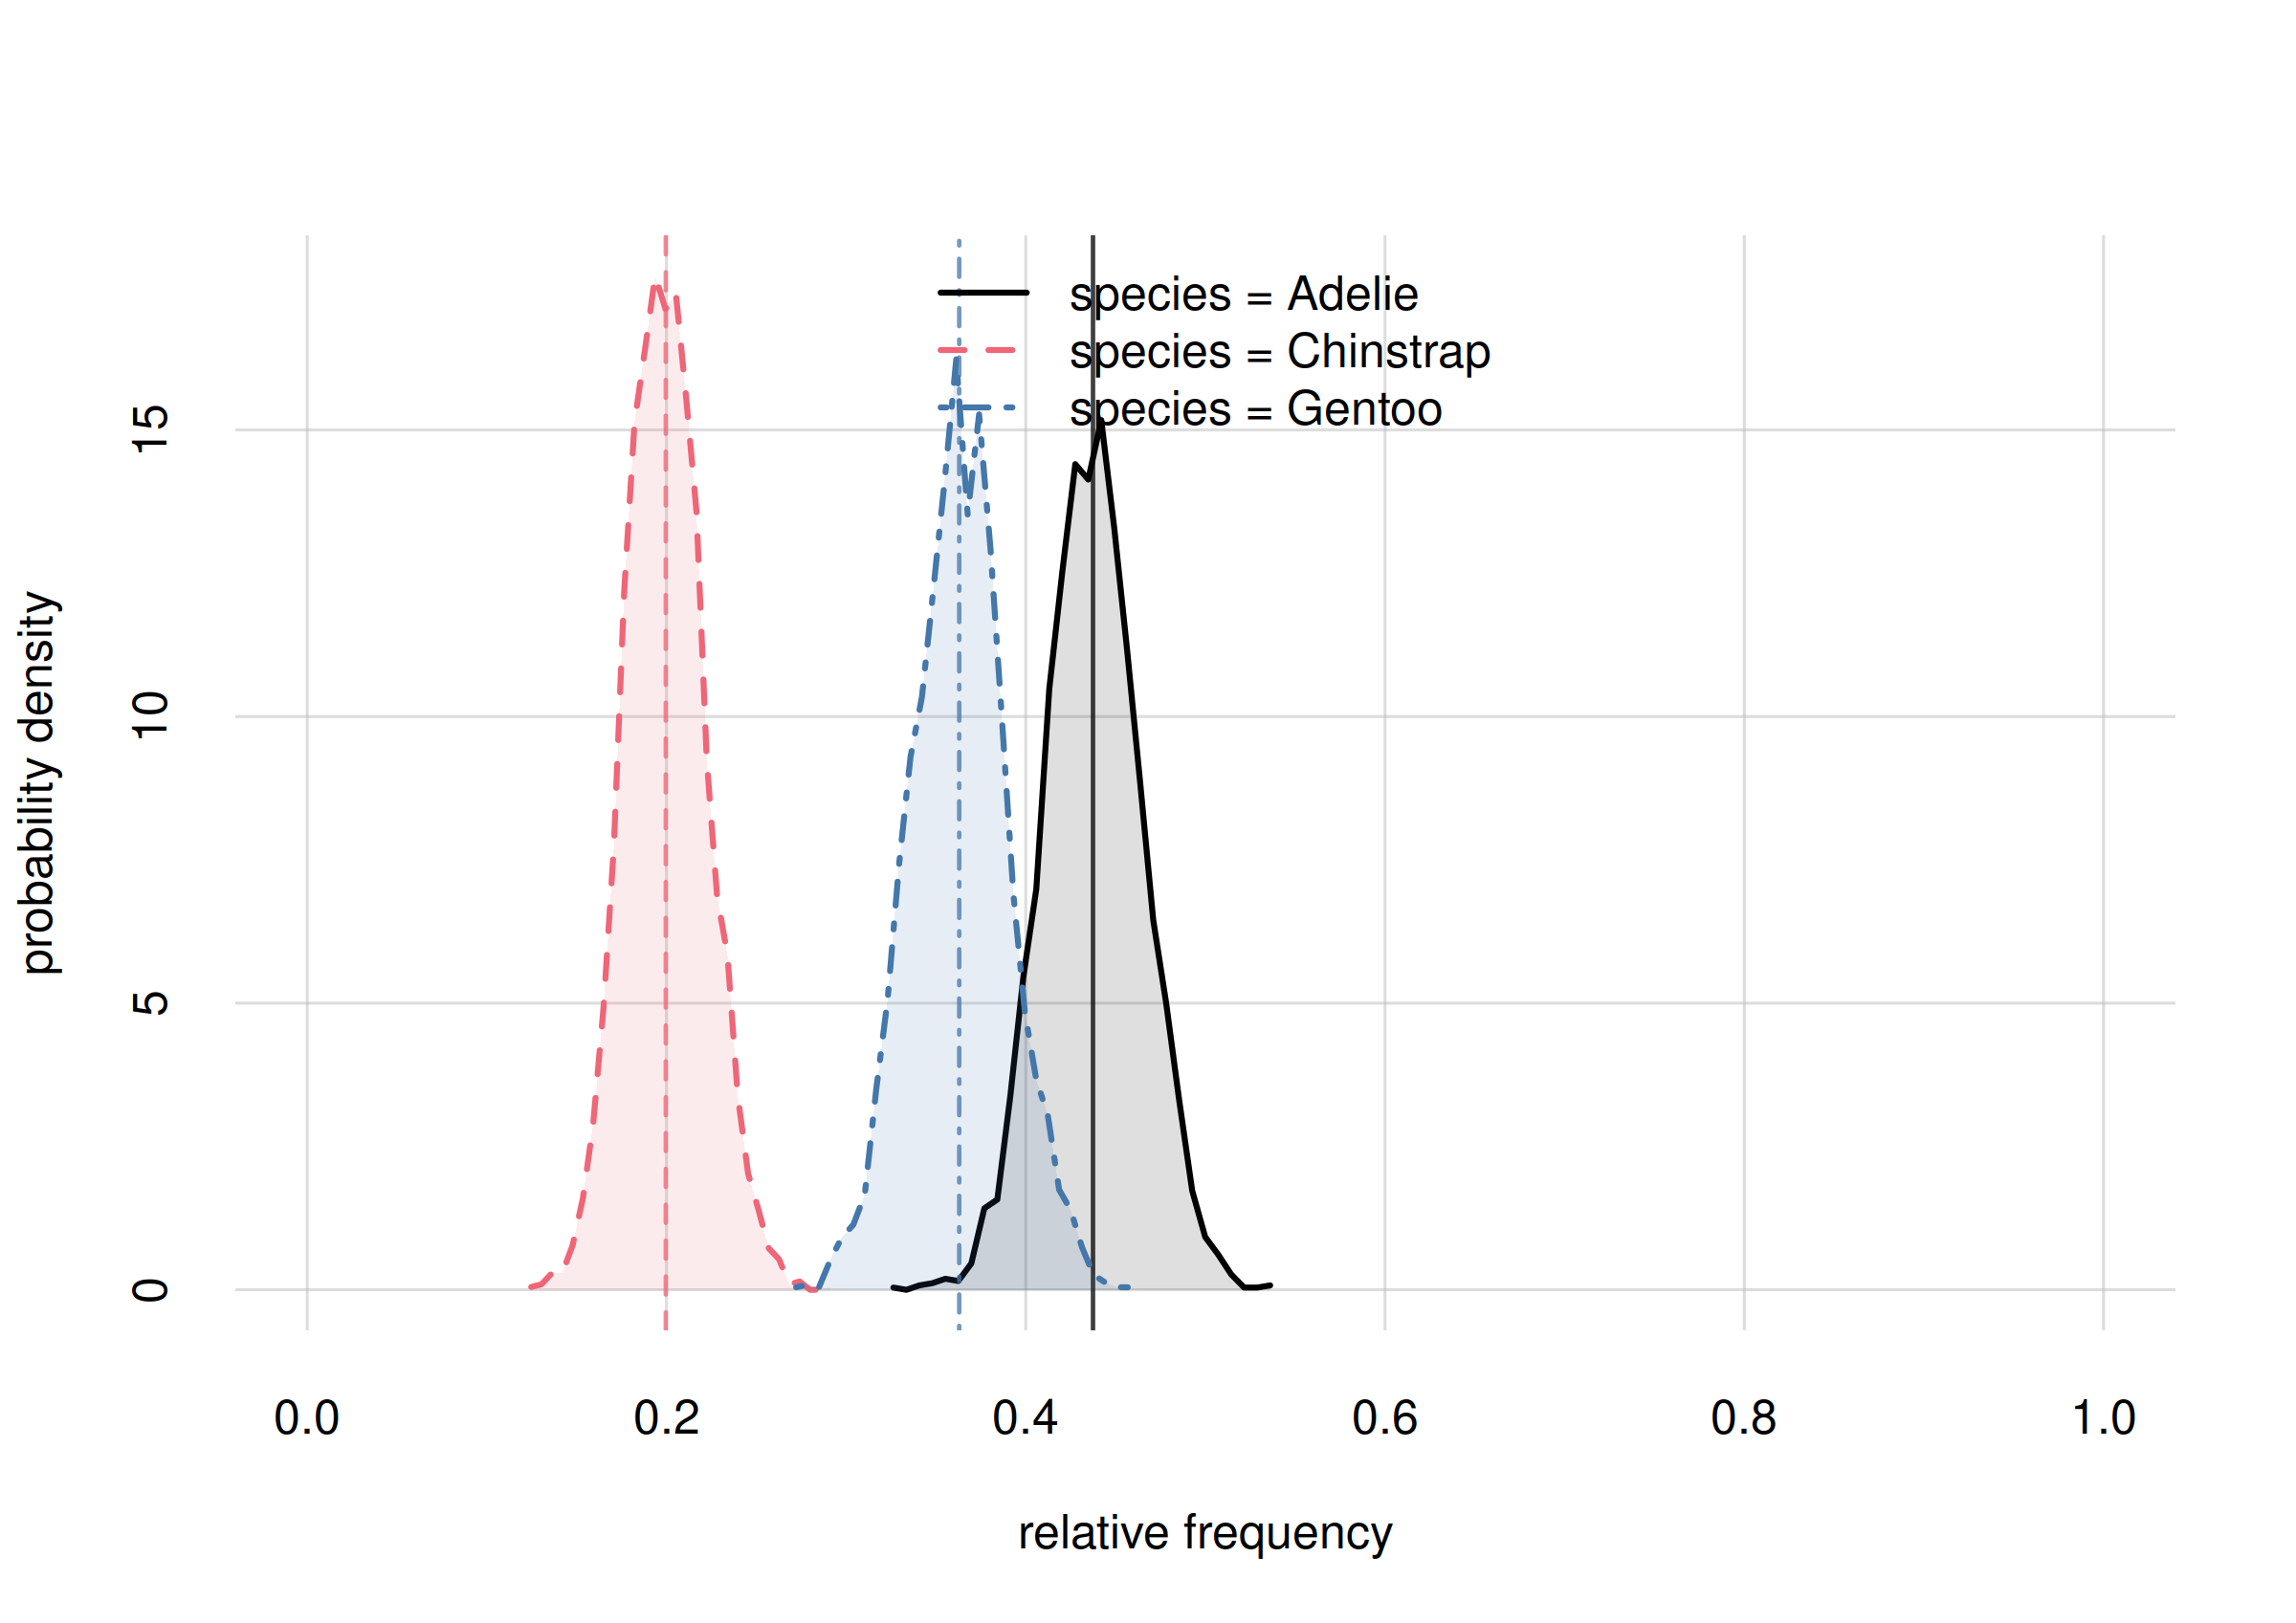 species = Adelie
species = Chinstrap
species = Gentoo
15
10
5
0
probability density
0.0 0.2 0.4 0.6 0.8 1.0
relative frequency